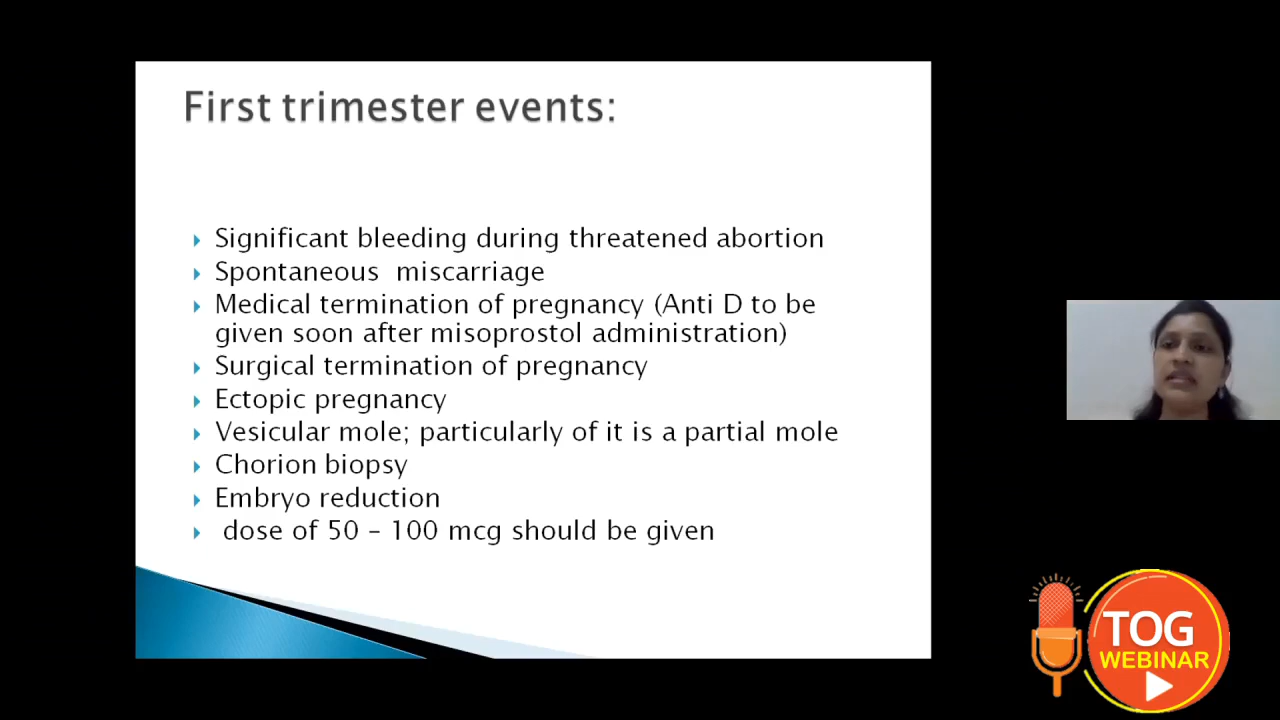 First trimester events:
Significant bleeding during threatened abortion
Spontaneous miscarriage
Medical termination of pregnancy (Anti D to be
given soon after misoprostol administration)
Surgical termination of pregnancy
Ectopic pregnancy
Vesicular mole; particularly of it is a partial mole
Chorion biopsy
Embryo reduction
dose of 50 – 100 mcg should be given
TOG
WEBINAR